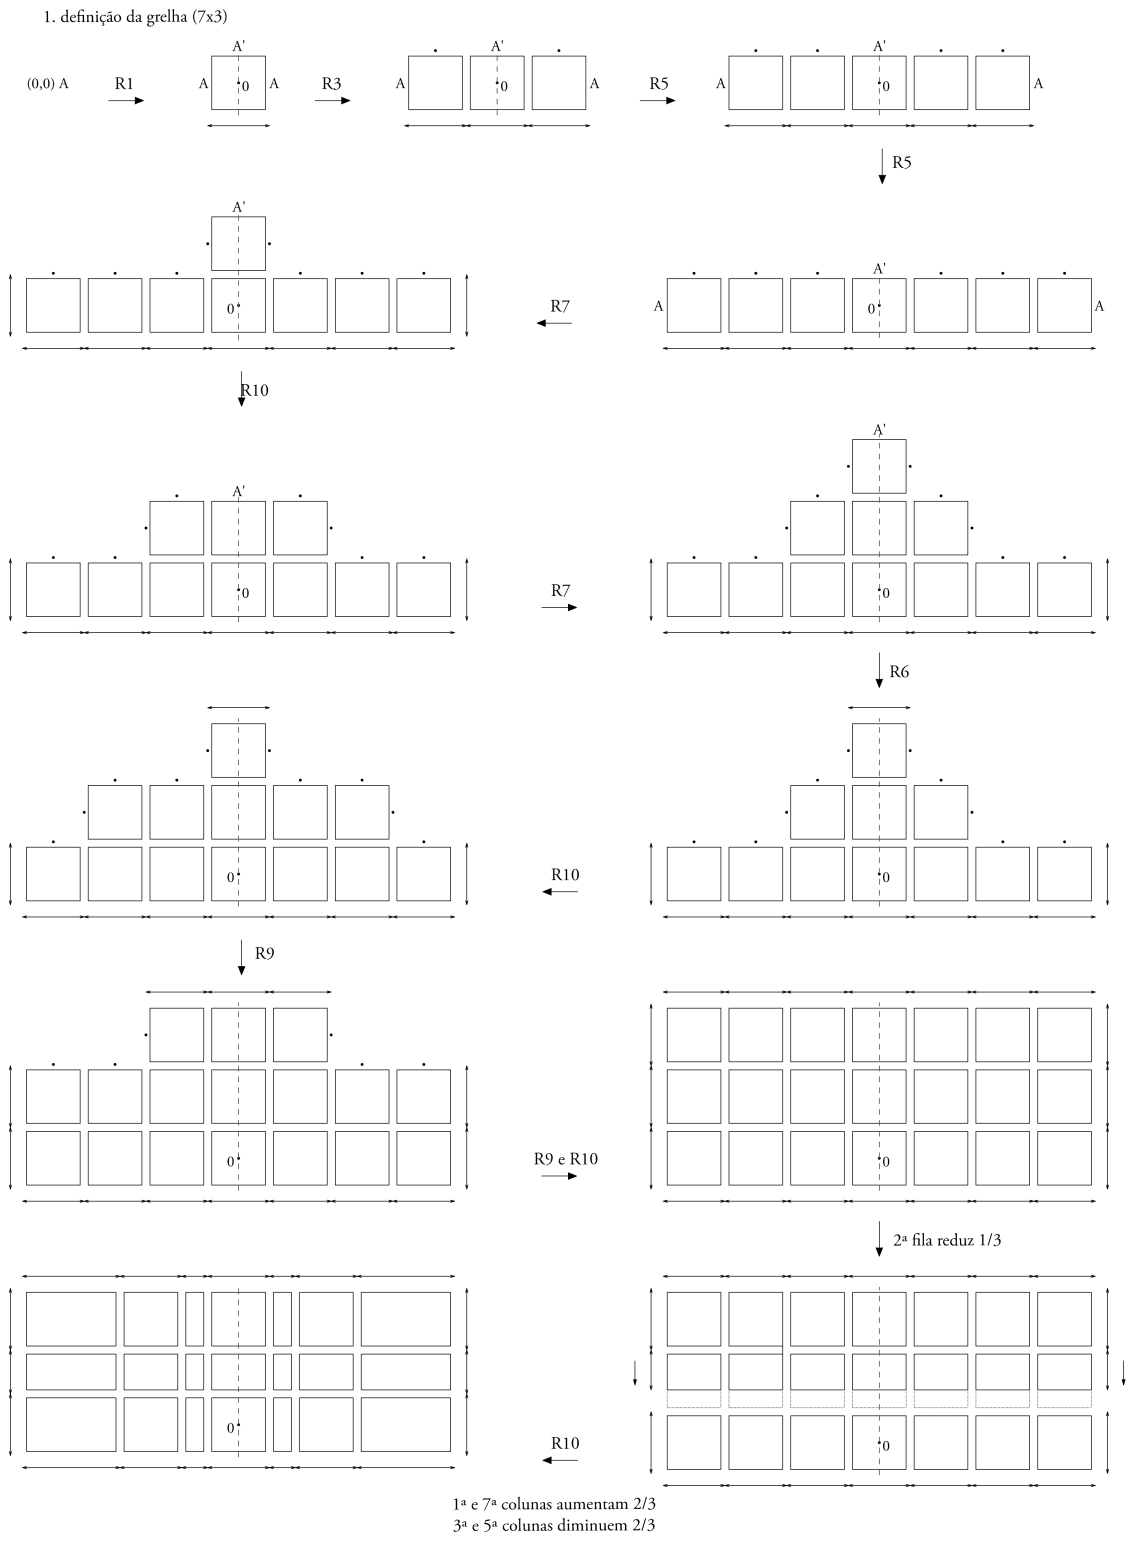 1. definição da grelha (7x3)
A' A' A'
(0,0) A R1 A 0 A R3 A 0 A R5 A 0 A
R5
A'
A'
0 R7 A 0 A
R10
A'
A'
0 R7 0
R6
0 R10 0
R9
0 R9 e R10 0
2ª fila reduz 1/3
0 R10 0
1ª e 7ª colunas aumentam 2/3
3ª e 5ª colunas diminuem 2/3